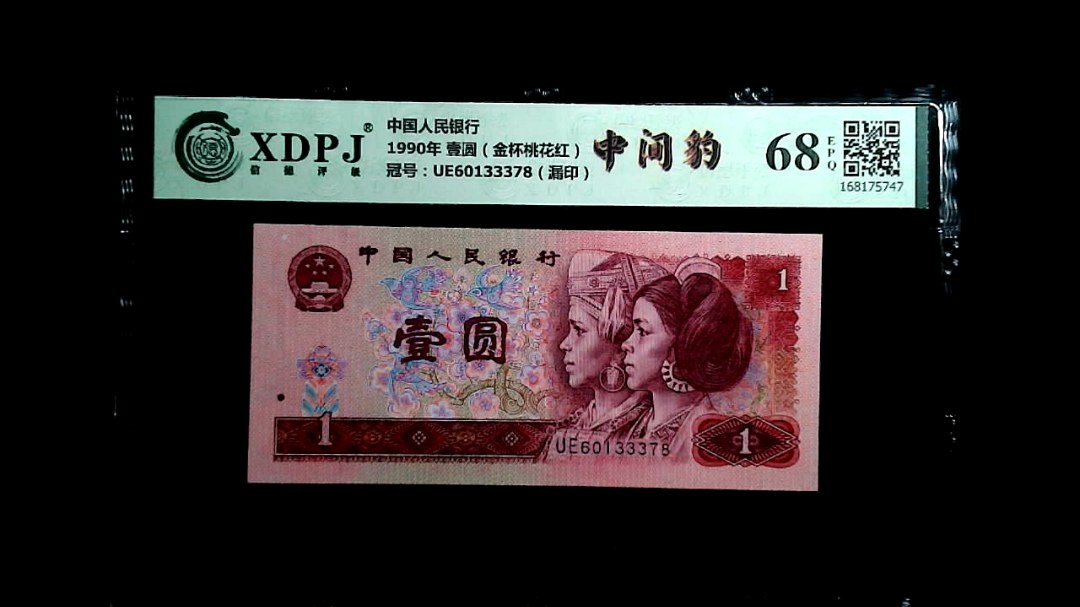 XDPJ®
信德评级
中国人民银行
1990年 壹圆（金杯桃花红）
冠号：UE60133378（漏印）
中间豹
68
EPQ
168175747
中国人民银行
1
壹圆
1
UE60133378
1